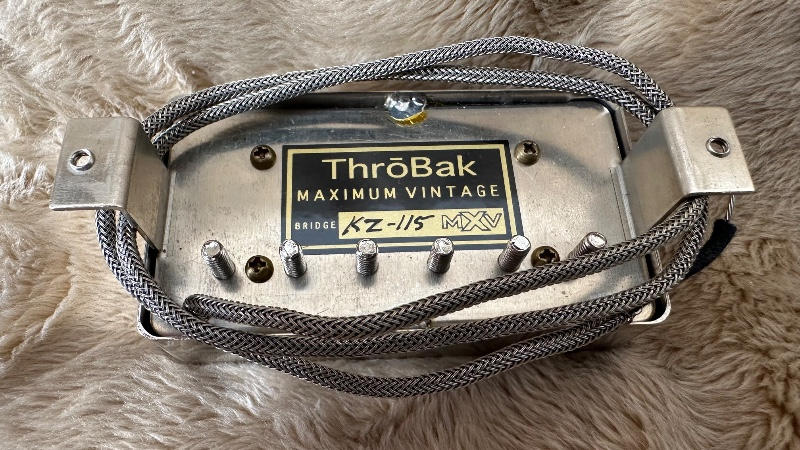 ThrōBak
MAXIMUM VINTAGE
BRIDGE KZ-115 MXV